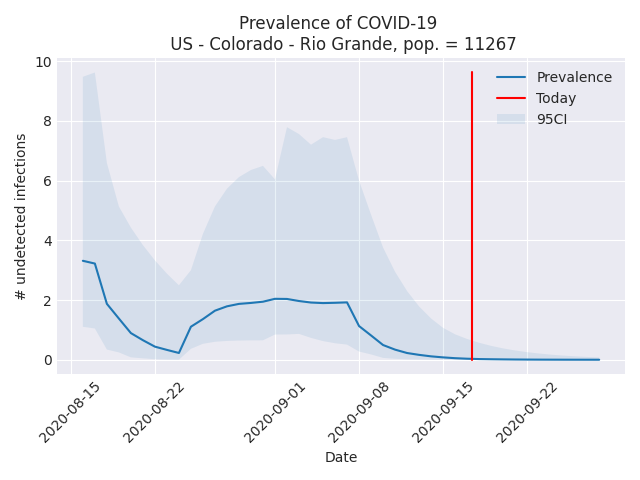 Prevalence of COVID-19
US - Colorado - Rio Grande, pop. = 11267
10
8
6
4
2
0
# undetected infections
Prevalence
Today
95CI
2020-08-15
2020-08-22
2020-09-01
2020-09-08
2020-09-15
2020-09-22
Date